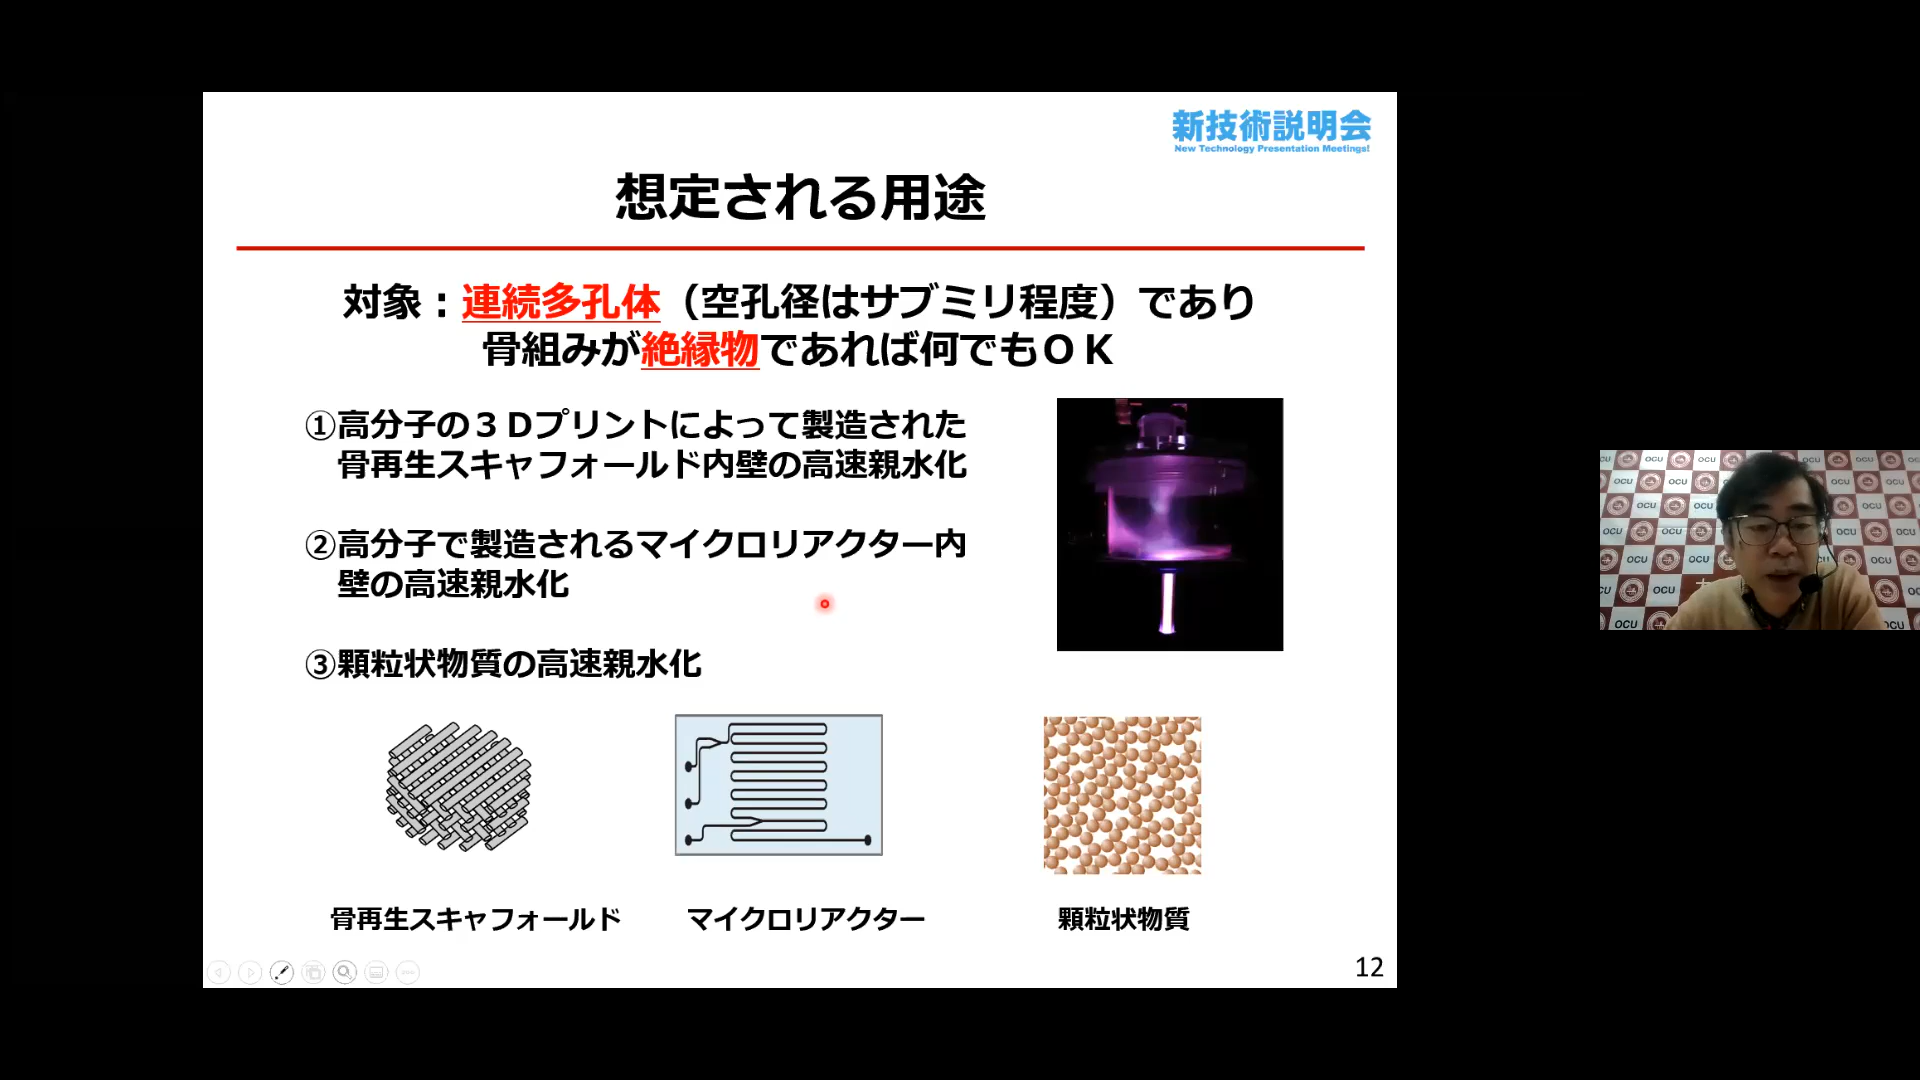 新技術説明会
New Technology Presentation Meetings!
想定される用途
対象：連続多孔体（空孔径はサブミリ程度）であり
骨組みが絶縁物であれば何でもＯＫ
①高分子の３Ｄプリントによって製造された
骨再生スキャフォールド内壁の高速親水化
②高分子で製造されるマイクロリアクター内
壁の高速親水化
③顆粒状物質の高速親水化
骨再生スキャフォールド
マイクロリアクター
顆粒状物質
12
OCU